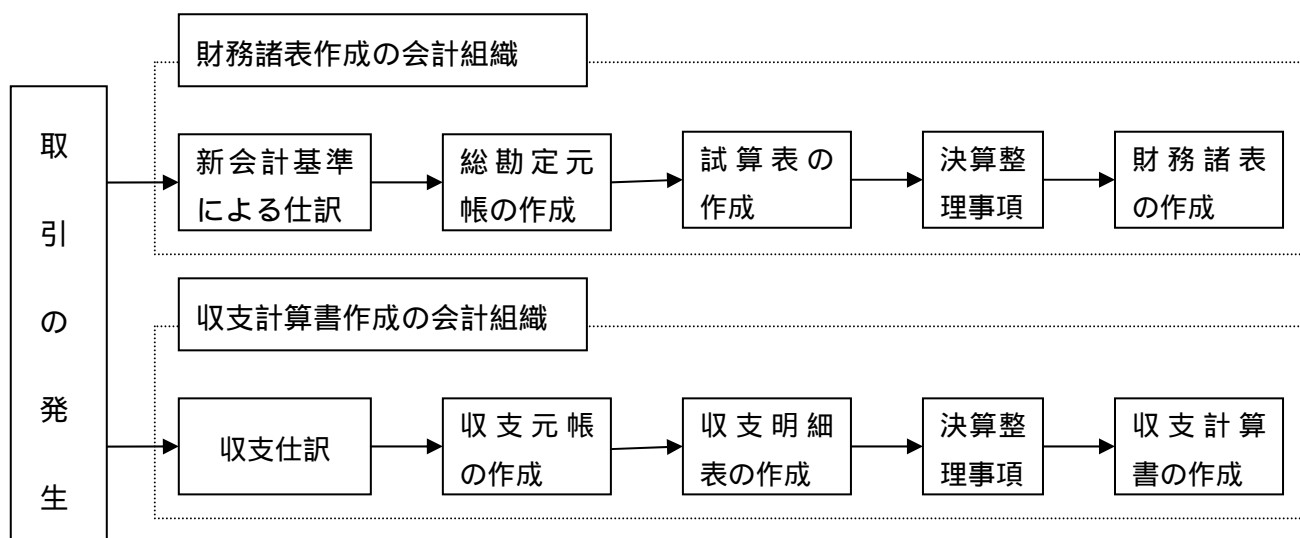 財務諸表作成の会計組織
取引の発生
新会計基準
による仕訳
総勘定元
帳の作成
試算表の
作成
決算整
理事項
財務諸表
の作成
収支計算書作成の会計組織
収支仕訳
収支元帳
の作成
収支明細
表の作成
決算整
理事項
収支計算
書の作成